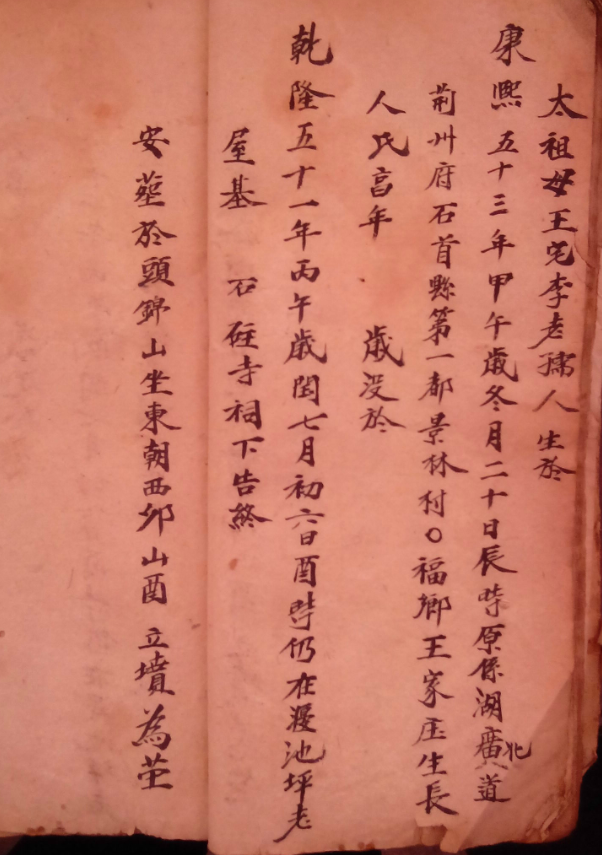 太祖母王宅李老孺人生於
康熙五十三年甲午歲冬月二十日辰時原係湖廣北道
荊州府石首縣第一都景林村〇福鄉王家庄生長
人氏享年 歲没於
乾隆五十一年丙午歲閏七月初六日酉時仍在池坪老
屋基 石砫寺祠下告終
安塟於頭錦山坐東朝西卯山酉 立墳為茔